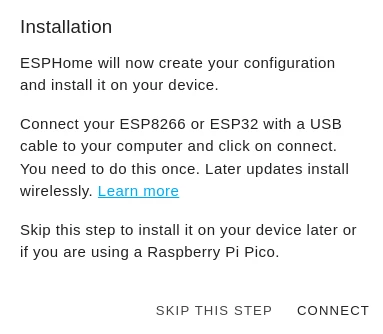 Installation
ESPHome will now create your configuration
and install it on your device.
Connect your ESP8266 or ESP32 with a USB
cable to your computer and click on connect.
You need to do this once. Later updates install
wirelessly. Learn more
Skip this step to install it on your device later or
if you are using a Raspberry Pi Pico.
SKIP THIS STEP CONNECT